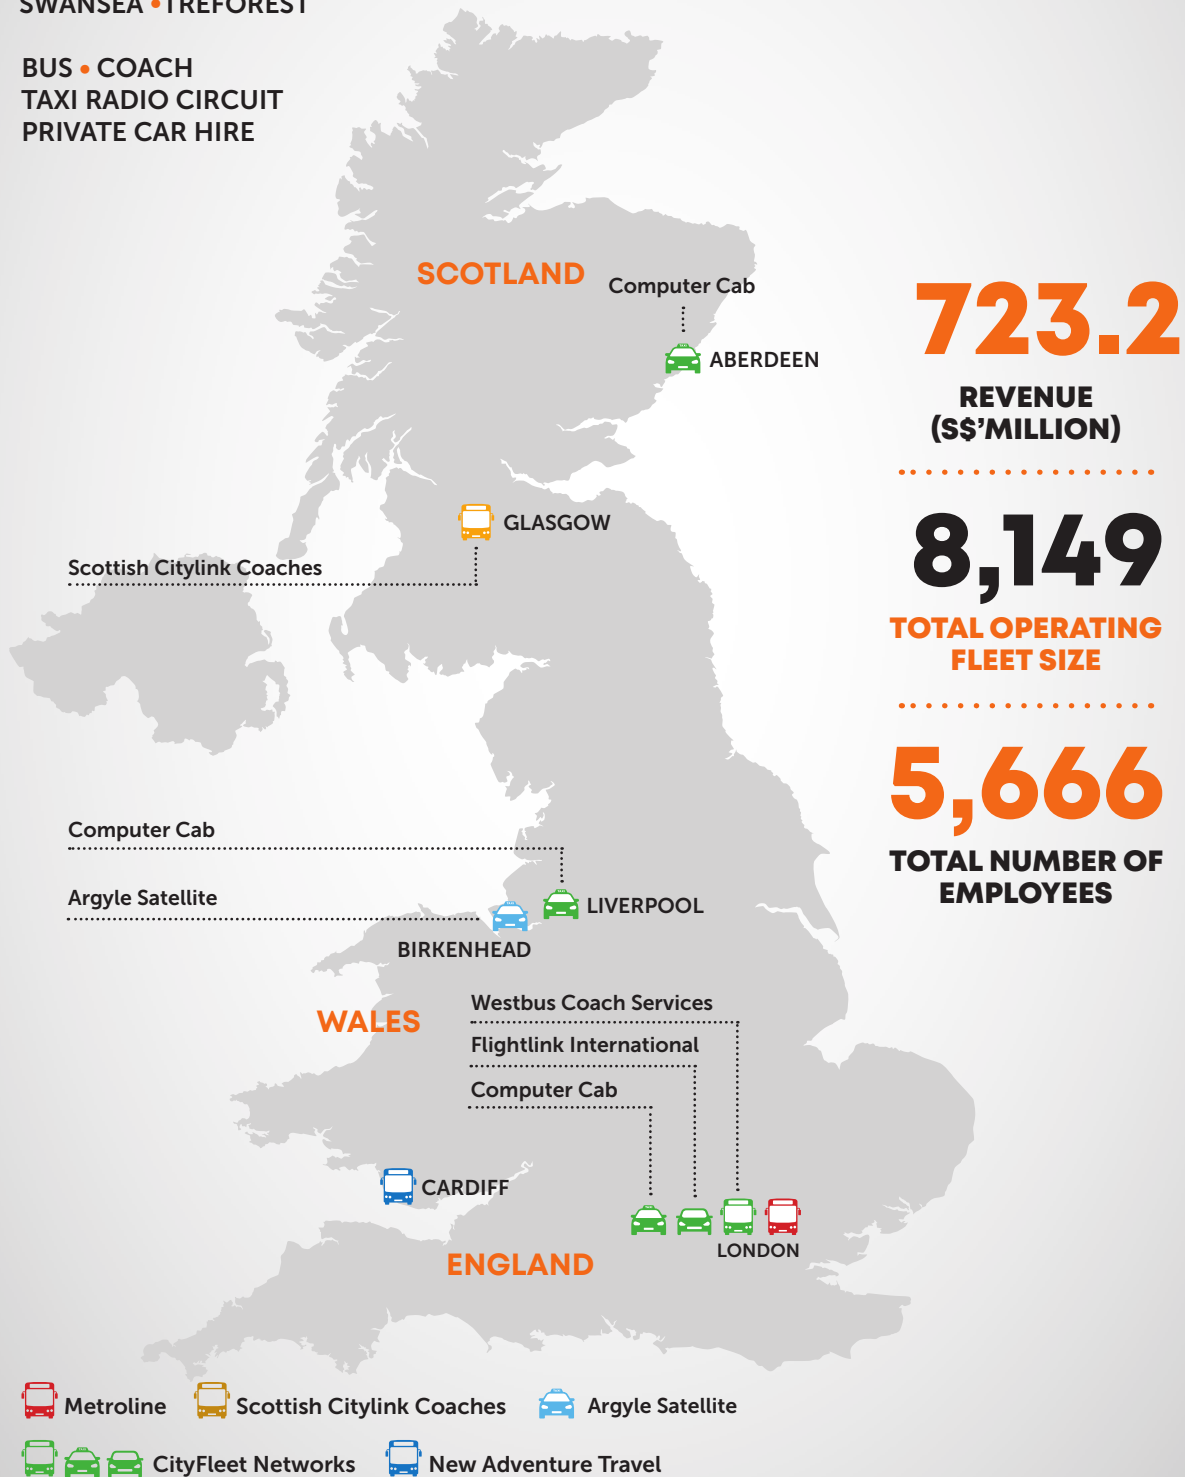 SWANSEA • TREFOREST
BUS • COACH
TAXI RADIO CIRCUIT
PRIVATE CAR HIRE
SCOTLAND
Computer Cab
ABERDEEN
723.2
REVENUE
(S$'MILLION)
GLASGOW
Scottish Citylink Coaches
8,149
TOTAL OPERATING
FLEET SIZE
5,666
TOTAL NUMBER OF
EMPLOYEES
Computer Cab
Argyle Satellite
LIVERPOOL
BIRKENHEAD
WALES
Westbus Coach Services
Flightlink International
Computer Cab
CARDIFF
LONDON
ENGLAND
Metroline
Scottish Citylink Coaches
Argyle Satellite
CityFleet Networks
New Adventure Travel